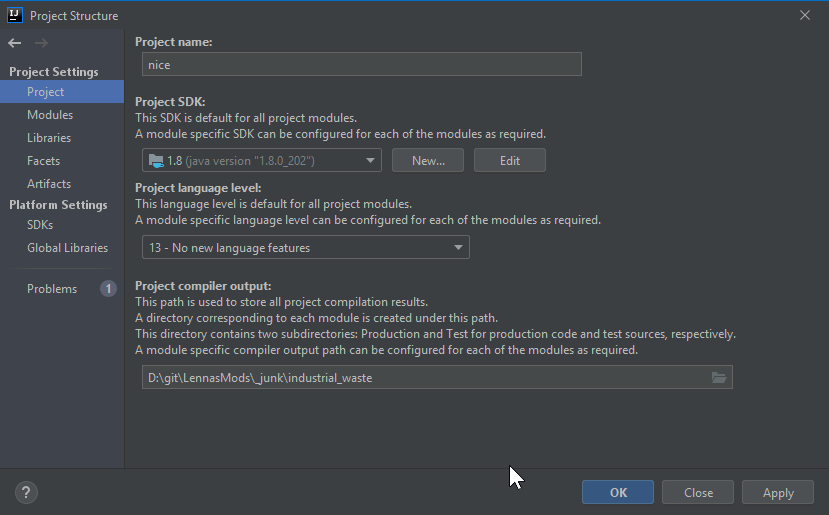 IJ
Project Structure
Project Settings
Project
Modules
Libraries
Facets
Artifacts
Platform Settings
SDKs
Global Libraries
Problems 1
Project name:
nice
Project SDK:
This SDK is default for all project modules.
A module specific SDK can be configured for each of the modules as required.
1.8 (java version "1.8.0_202") New... Edit
Project language level:
This language level is default for all project modules.
A module specific language level can be configured for each of the modules as required.
13 - No new language features
Project compiler output:
This path is used to store all project compilation results.
A directory corresponding to each module is created under this path.
This directory contains two subdirectories: Production and Test for production code and test sources, respectively.
A module specific compiler output path can be configured for each of the modules as required.
D:\git\LennasMods\_junk\industrial_waste
? OK Close Apply